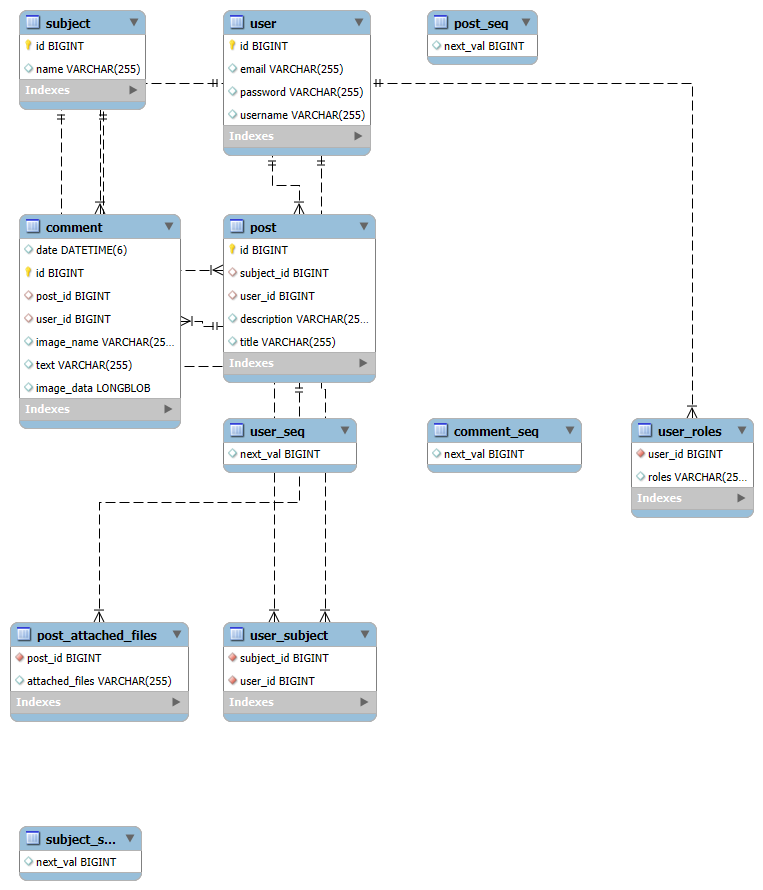 subject
id BIGINT
name VARCHAR(255)
Indexes
user
id BIGINT
email VARCHAR(255)
password VARCHAR(255)
username VARCHAR(255)
Indexes
post_seq
next_val BIGINT
comment
date DATETIME(6)
id BIGINT
post_id BIGINT
user_id BIGINT
image_name VARCHAR(25...
text VARCHAR(255)
image_data LONGBLOB
Indexes
post
id BIGINT
subject_id BIGINT
user_id BIGINT
description VARCHAR(25...
title VARCHAR(255)
Indexes
user_seq
next_val BIGINT
comment_seq
next_val BIGINT
user_roles
user_id BIGINT
roles VARCHAR(25...
Indexes
post_attached_files
post_id BIGINT
attached_files VARCHAR(255)
Indexes
user_subject
subject_id BIGINT
user_id BIGINT
Indexes
subject_s...
next_val BIGINT